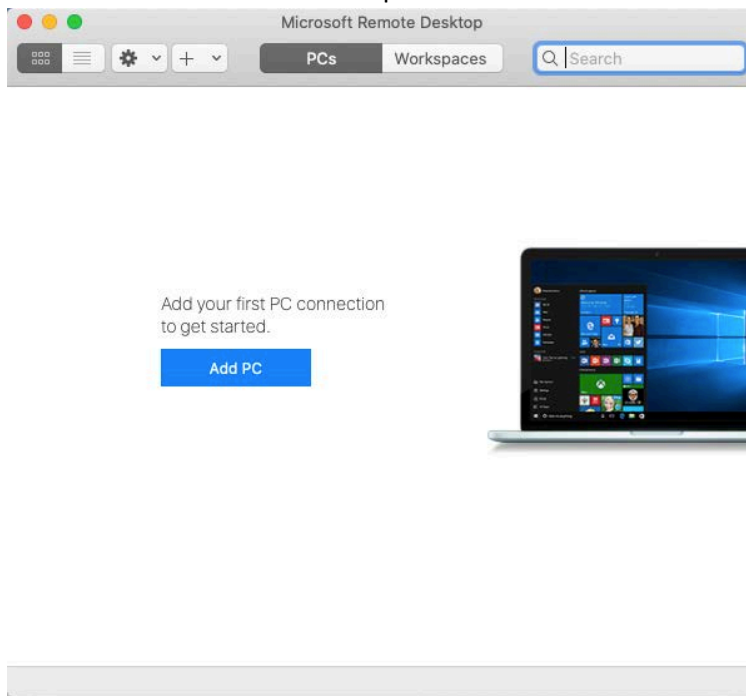 Microsoft Remote Desktop
PCs Workspaces Search
Add your first PC connection
to get started.
Add PC